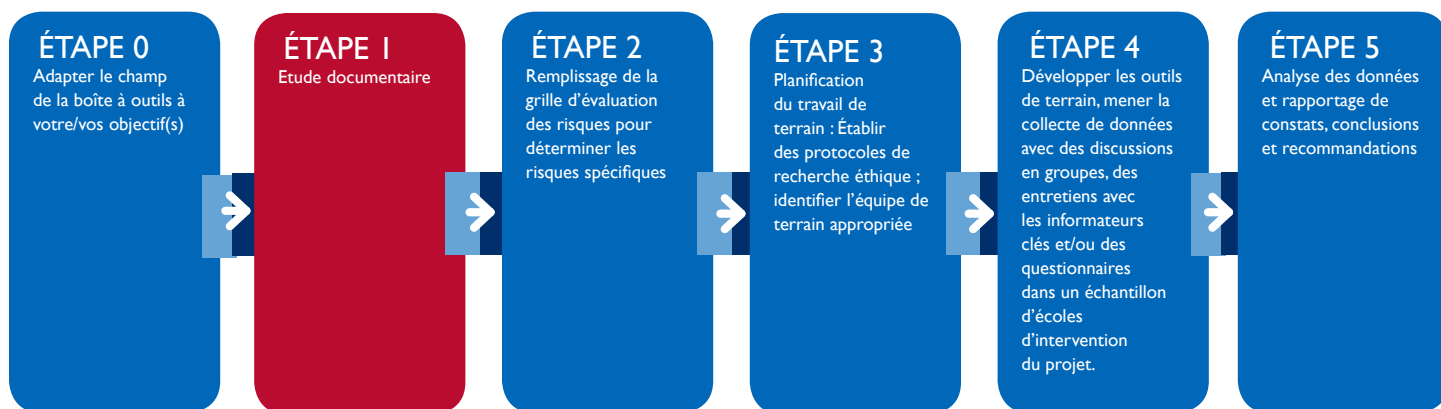 ÉTAPE 0
Adapter le champ
de la boîte à outils à
votre/vos objectif(s)
ÉTAPE 1
Etude documentaire
ÉTAPE 2
Remplissage de la
grille d’évaluation
des risques pour
déterminer les
risques spécifiques
ÉTAPE 3
Planification
du travail de
terrain : Établir
des protocoles de
recherche éthique ;
identifier l’équipe de
terrain appropriée
ÉTAPE 4
Développer les outils
de terrain, mener la
collecte de données
avec des discussions
en groupes, des
entretiens avec
les informateurs
clés et/ou des
questionnaires
dans un échantillon
d’écoles
d’intervention
du projet.
ÉTAPE 5
Analyse des données
et rapportage de
constats, conclusions
et recommandations